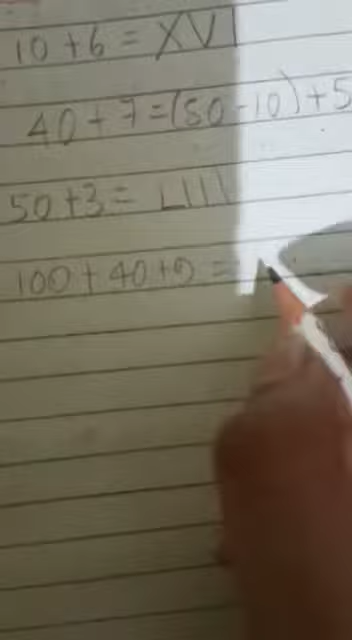 10 + 6 = XVI
40 + 7 = (50 - 10) + 5
50 + 3 = LIII
100 + 40 + 9 =